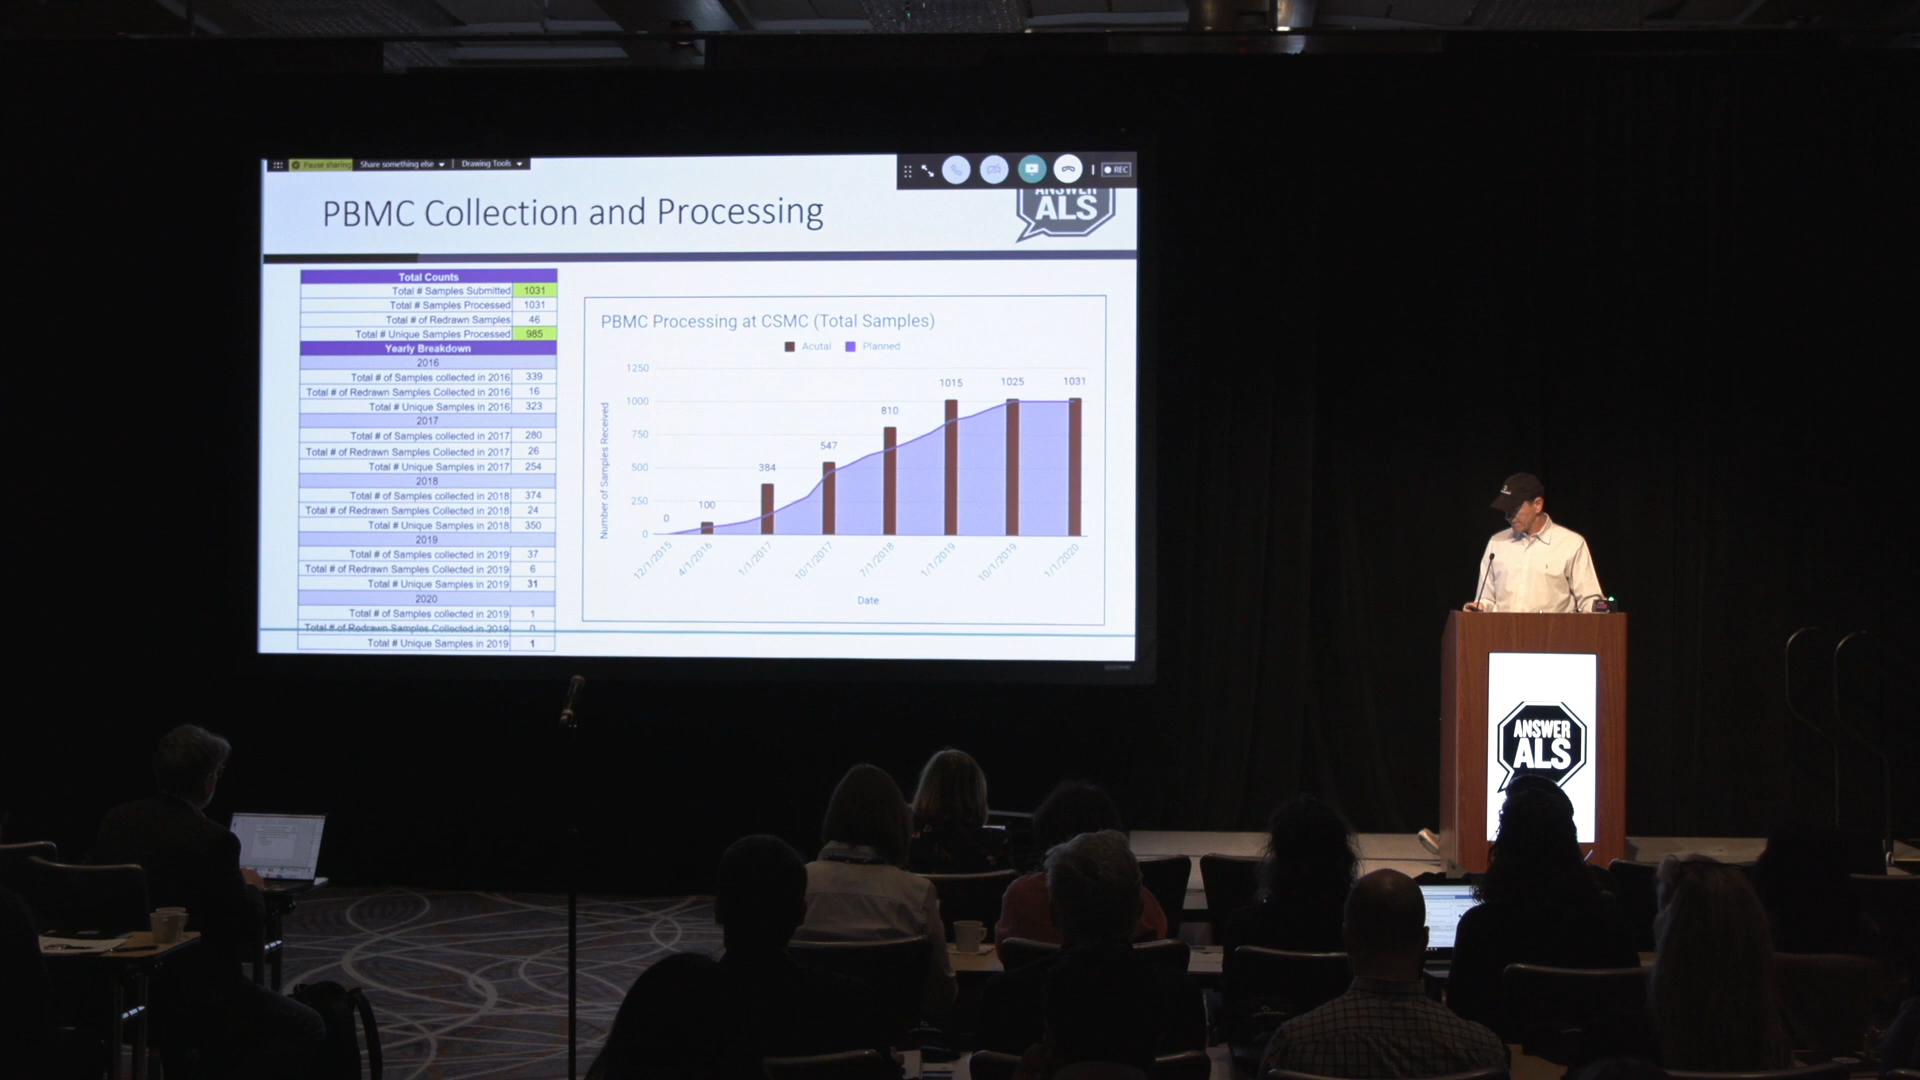 Pause sharing Share something else Drawing Tools
REC
PBMC Collection and Processing
ANSWER
ALS
Total Counts
Total # Samples Submitted 1031
Total # Samples Processed 1031
Total # of Redrawn Samples 46
Total # Unique Samples Processed 985
Yearly Breakdown
2016
Total # of Samples collected in 2016 339
Total # of Redrawn Samples Collected in 2016 16
Total # Unique Samples in 2016 323
2017
Total # of Samples collected in 2017 280
Total # of Redrawn Samples Collected in 2017 26
Total # Unique Samples in 2017 254
2018
Total # of Samples collected in 2018 374
Total # of Redrawn Samples Collected in 2018 24
Total # Unique Samples in 2018 350
2019
Total # of Samples collected in 2019 37
Total # of Redrawn Samples Collected in 2019 6
Total # Unique Samples in 2019 31
2020
Total # of Samples collected in 2019 1
Total # of Redrawn Samples Collected in 2019 0
Total # Unique Samples in 2019 1
PBMC Processing at CSMC (Total Samples)
Acutal Planned
Number of Samples Received
1250
1000
750
500
250
0
0
100
384
547
810
1015
1025
1031
12/1/2015
4/1/2016
1/1/2017
10/1/2017
7/1/2018
1/1/2019
10/1/2019
1/1/2020
Date
ANSWER
ALS